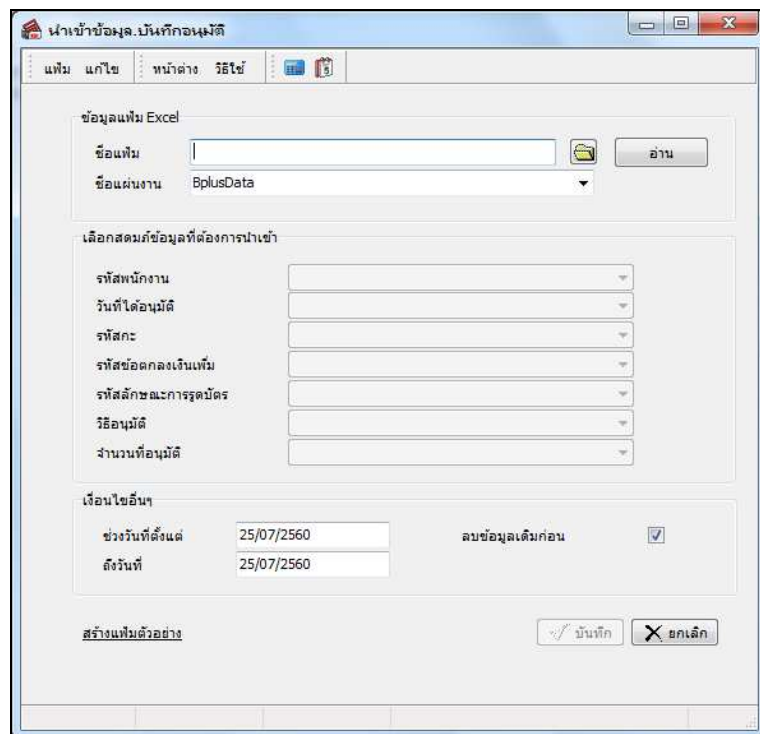 นำเข้าข้อมูล.บันทึกอนุมัติ
แฟ้ม แก้ไข หน้าต่าง วิธีใช้
ข้อมูลแฟ้ม Excel
ชื่อแฟ้ม อ่าน
ชื่อแผ่นงาน BplusData
เลือกสดมภ์ข้อมูลที่ต้องการนำเข้า
รหัสพนักงาน
วันที่ได้อนุมัติ
รหัสกะ
รหัสข้อตกลงเงินเพิ่ม
รหัสลักษณะการรูดบัตร
วิธีอนุมัติ
จำนวนที่อนุมัติ
เงื่อนไขอื่นๆ
ช่วงวันที่ตั้งแต่ 25/07/2560 ลบข้อมูลเดิมก่อน
ถึงวันที่ 25/07/2560
สร้างแฟ้มตัวอย่าง บันทึก ยกเลิก